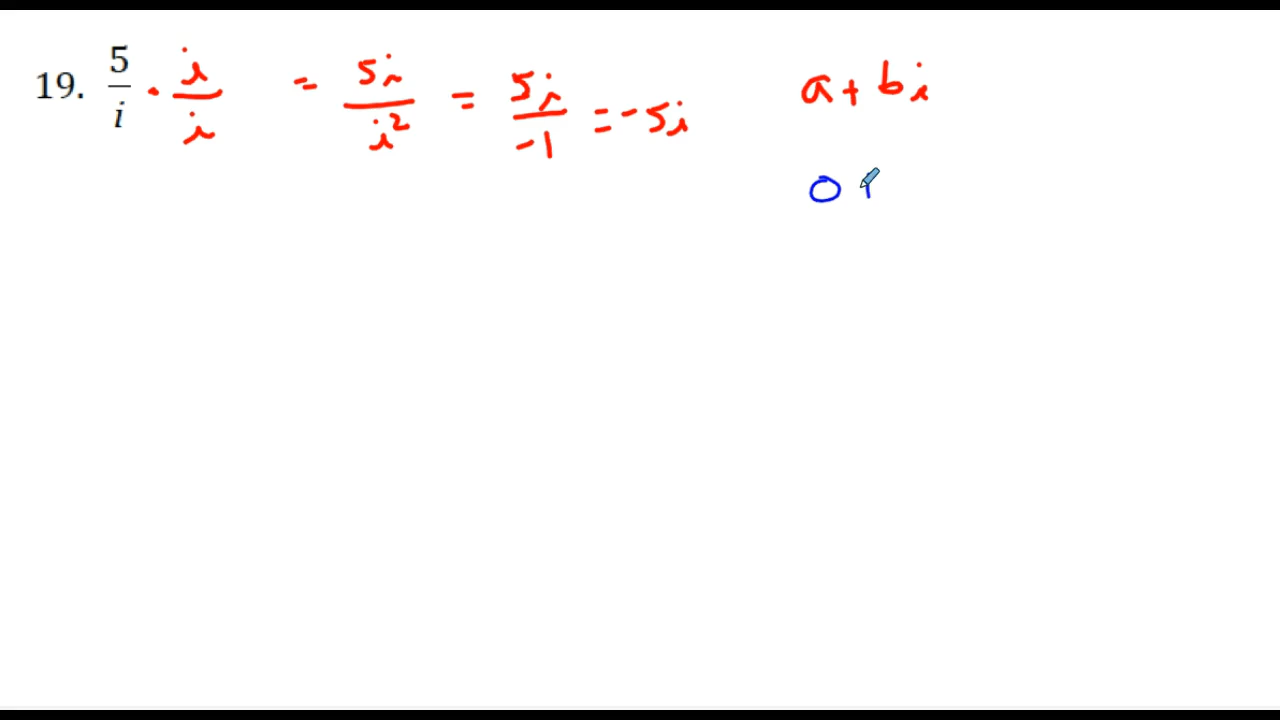 19. 5/i · i/i = 5i/i² = 5i/-1 = -5i
a + bi
0